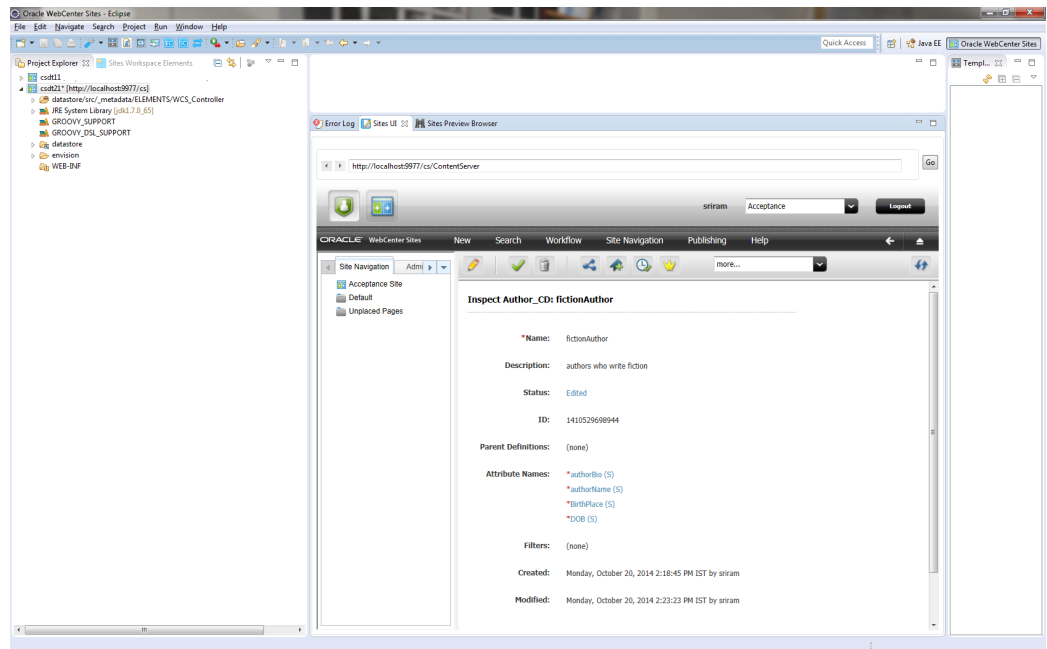 Oracle WebCenter Sites - Eclipse
File Edit Navigate Search Project Run Window Help
Quick Access Java EE Oracle WebCenter Sites
Project Explorer Sites Workspace Elements
csdt11
csdt21* [http://localhost:9977/cs]
datastore/src/_metadata/ELEMENTS/WCS_Controller
JRE System Library [jdk1.7.0_65]
GROOVY_SUPPORT
GROOVY_DSL_SUPPORT
datastore
envision
WEB-INF
Error Log Sites UI Sites Preview Browser
http://localhost:9977/cs/ContentServer Go
sriram Acceptance Logout
ORACLE WebCenter Sites New Search Workflow Site Navigation Publishing Help
Site Navigation Admi
more...
Acceptance Site
Default
Unplaced Pages
Inspect Author_CD: fictionAuthor
*Name: fictionAuthor
Description: authors who write fiction
Status: Edited
ID: 1410529698944
Parent Definitions: (none)
Attribute Names: *authorBio (S)
*authorName (S)
*BirthPlace (S)
*DOB (S)
Filters: (none)
Created: Monday, October 20, 2014 2:18:45 PM IST by sriram
Modified: Monday, October 20, 2014 2:23:23 PM IST by sriram
Templ...